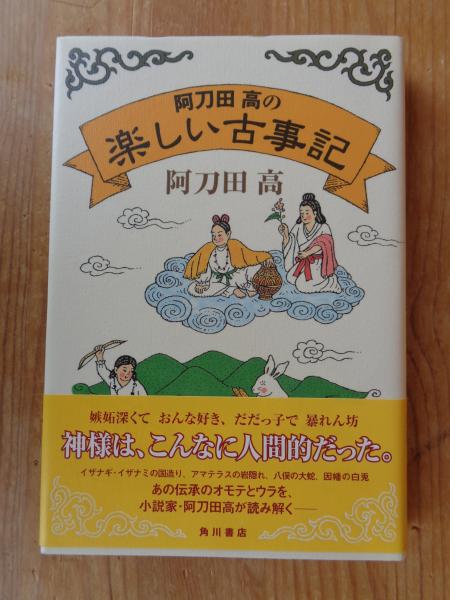 阿刀田 高の
楽しい古事記
阿刀田 高
嫉妬深くて おんな好き、だだっ子で 暴れん坊
神様は、こんなに人間的だった。
イザナギ・イザナミの国造り、アマテラスの岩隠れ、八俣の大蛇、因幡の白兎
あの伝承のオモテとウラを、
小説家・阿刀田高が読み解く──
角川書店